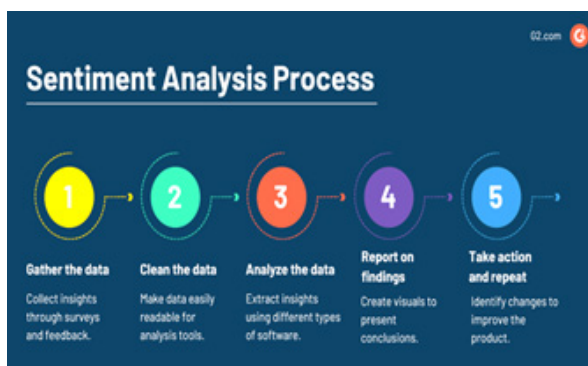 G2.com
Sentiment Analysis Process
1
2
3
4
5
Gather the data
Collect insights
through surveys
and feedback.
Clean the data
Make data easily
readable for
analysis tools.
Analyze the data
Extract insights
using different types
of software.
Report on
findings
Create visuals to
present
conclusions.
Take action
and repeat
Identify changes to
improve the
product.